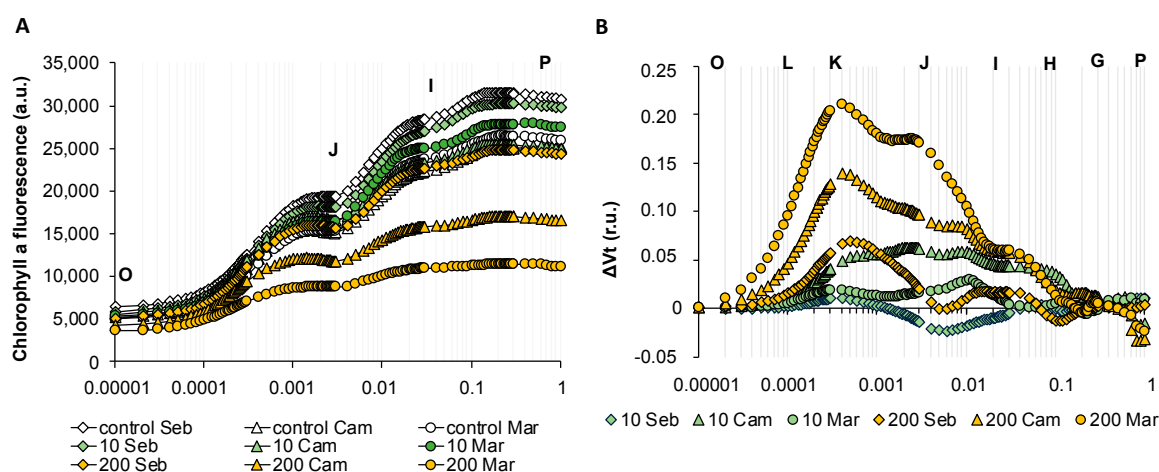 A
Chlorophyll a fluorescence (a.u.)
35,000
30,000
25,000
20,000
15,000
10,000
5,000
0
O
J
I
P
0.00001 0.0001 0.001 0.01 0.1 1
control Seb control Cam control Mar
10 Seb 10 Cam 10 Mar
200 Seb 200 Cam 200 Mar
B
ΔVt (r.u.)
O L K J I H G P
0.25
0.20
0.15
0.10
0.05
0
-0.05
0.00001 0.0001 0.001 0.01 0.1 1
10 Seb 10 Cam 10 Mar 200 Seb 200 Cam 200 Mar